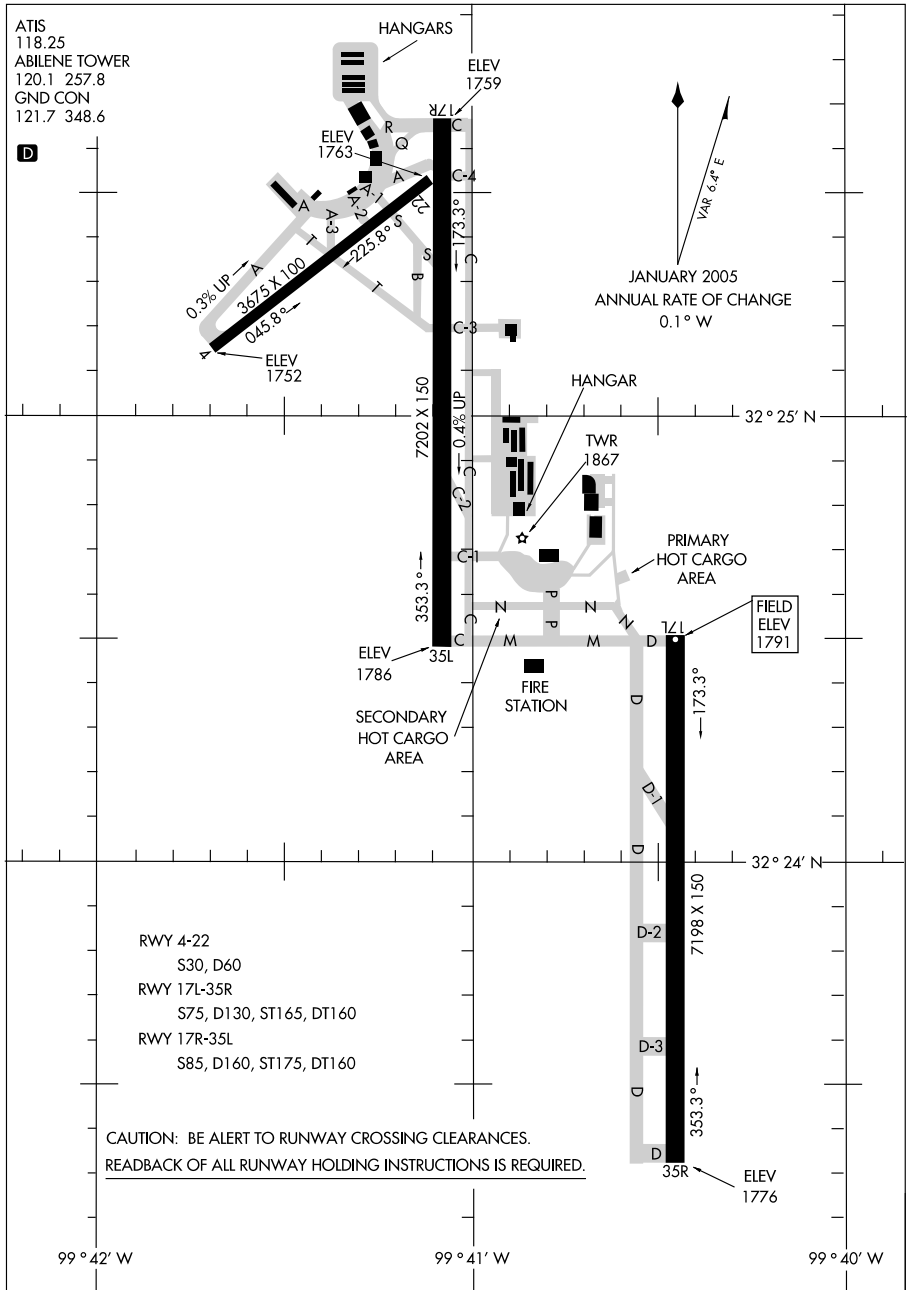 ATIS
118.25
ABILENE TOWER
120.1 257.8
GND CON
121.7 348.6
D
HANGARS
ELEV
1759
17R
C
R
Q
ELEV
1763
A
C-4
A-1
A-2
A
A-3
22
S
173.3°
S
C
T
225.8°
B
A
0.3% UP
3675 X 100
045.8°
T
C-3
4
ELEV
1752
VAR 6.4° E
JANUARY 2005
ANNUAL RATE OF CHANGE
0.1° W
HANGAR
7202 X 150
0.4% UP
32° 25' N
TWR
1867
C
C-2
C-1
353.3°
PRIMARY
HOT CARGO
AREA
P
N
N
N
P
C
C
W
W
D
17L
FIELD
ELEV
1791
ELEV
1786
35L
FIRE
STATION
SECONDARY
HOT CARGO
AREA
D
173.3°
D-1
D
32° 24' N
7198 X 150
D-2
RWY 4-22
S30, D60
RWY 17L-35R
S75, D130, ST165, DT160
RWY 17R-35L
S85, D160, ST175, DT160
D-3
D
353.3°
CAUTION: BE ALERT TO RUNWAY CROSSING CLEARANCES.
READBACK OF ALL RUNWAY HOLDING INSTRUCTIONS IS REQUIRED.
D
35R
ELEV
1776
99° 42' W
99° 41' W
99° 40' W